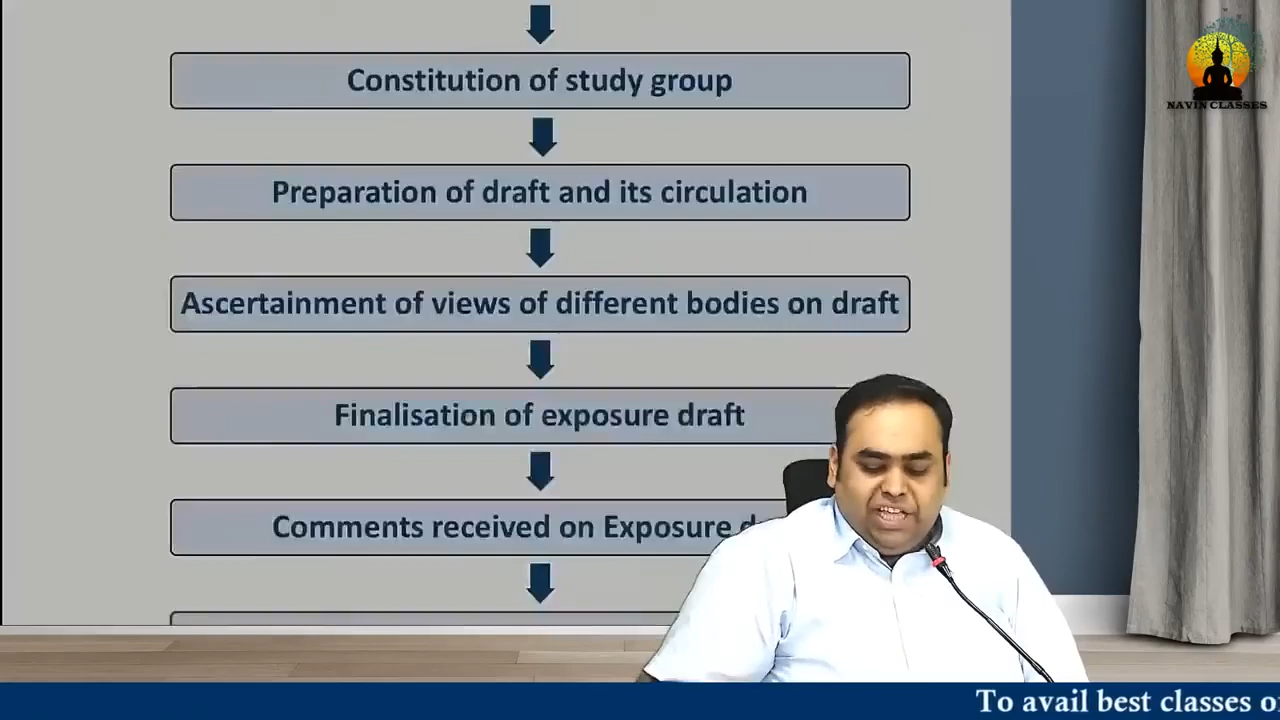 Constitution of study group
NAVIN CLASSES
Preparation of draft and its circulation
Ascertainment of views of different bodies on draft
Finalisation of exposure draft
Comments received on Exposure
To avail best classes